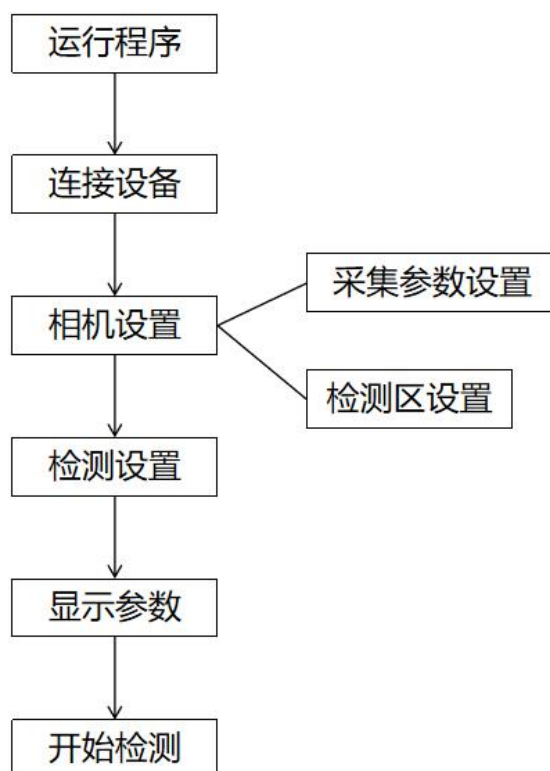 运行程序
连接设备
相机设置
采集参数设置
检测区设置
检测设置
显示参数
开始检测